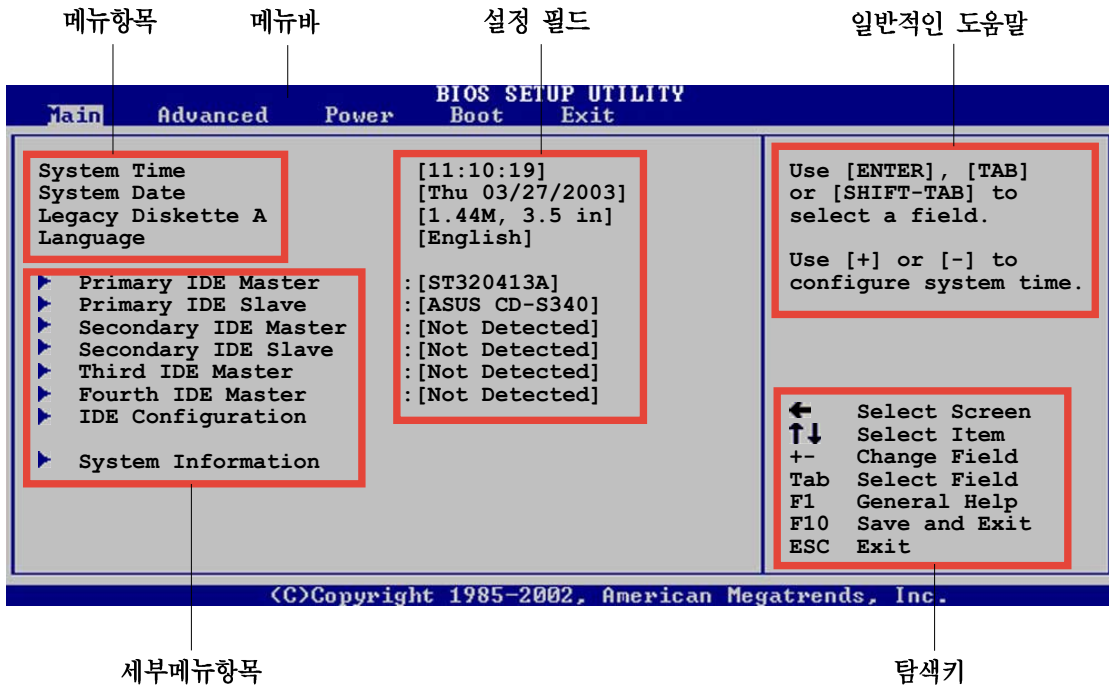 메뉴항목 메뉴바 설정 필드 일반적인 도움말
BIOS SETUP UTILITY
Main Advanced Power Boot Exit
System Time [11:10:19]
System Date [Thu 03/27/2003]
Legacy Diskette A [1.44M, 3.5 in]
Language [English]
Primary IDE Master :[ST320413A]
Primary IDE Slave :[ASUS CD-S340]
Secondary IDE Master :[Not Detected]
Secondary IDE Slave :[Not Detected]
Third IDE Master :[Not Detected]
Fourth IDE Master :[Not Detected]
IDE Configuration
System Information
Use [ENTER], [TAB]
or [SHIFT-TAB] to
select a field.
Use [+] or [-] to
configure system time.
← Select Screen
↑↓ Select Item
+- Change Field
Tab Select Field
F1 General Help
F10 Save and Exit
ESC Exit
(C)Copyright 1985-2002, American Megatrends, Inc.
세부메뉴항목 탐색키